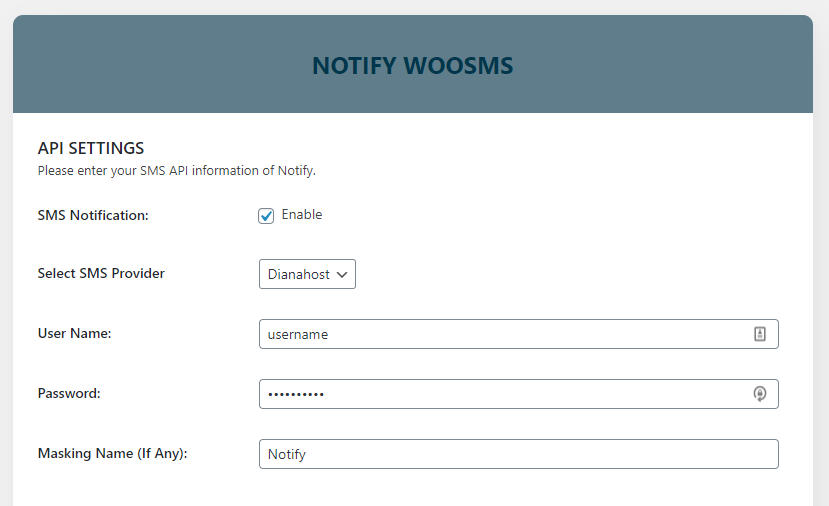 NOTIFY WOOSMS
API SETTINGS
Please enter your SMS API information of Notify.
SMS Notification: Enable
Select SMS Provider Dianahost
User Name: username
Password: ••••••••••
Masking Name (If Any): Notify